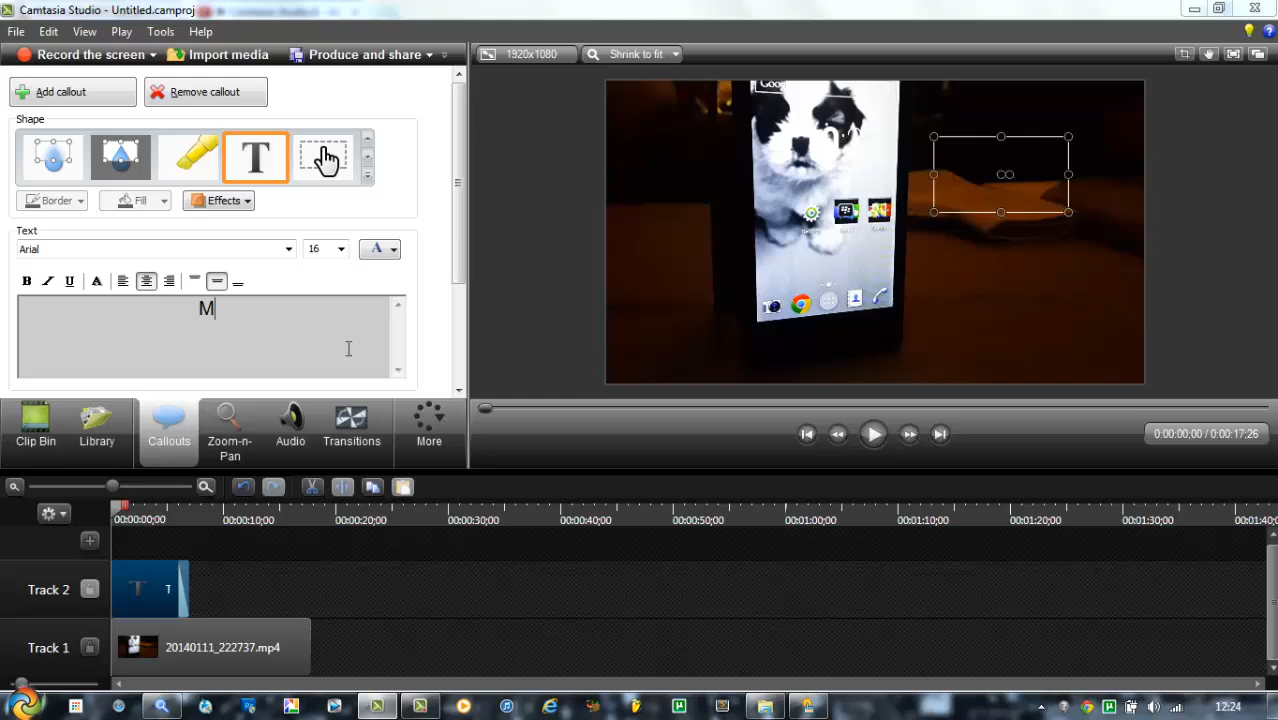 Camtasia Studio - Untitled.camproj
File Edit View Play Tools Help
Record the screen Import media Produce and share
1920x1080 Shrink to fit
Add callout Remove callout
Shape
T
Border Fill Effects
Text
Arial 16 A
B I U A
M
Goog
Clip Bin Library Callouts Zoom-n-Pan Audio Transitions More
0:00:00;00 / 0:00:17;26
00:00:00;00 00:00:10;00 00:00:20;00 00:00:30;00 00:00:40;00 00:00:50;00 00:01:00;00 00:01:10;00 00:01:20;00 00:01:30;00 00:01:40;0
Track 2 T T
Track 1 20140111_222737.mp4
12:24